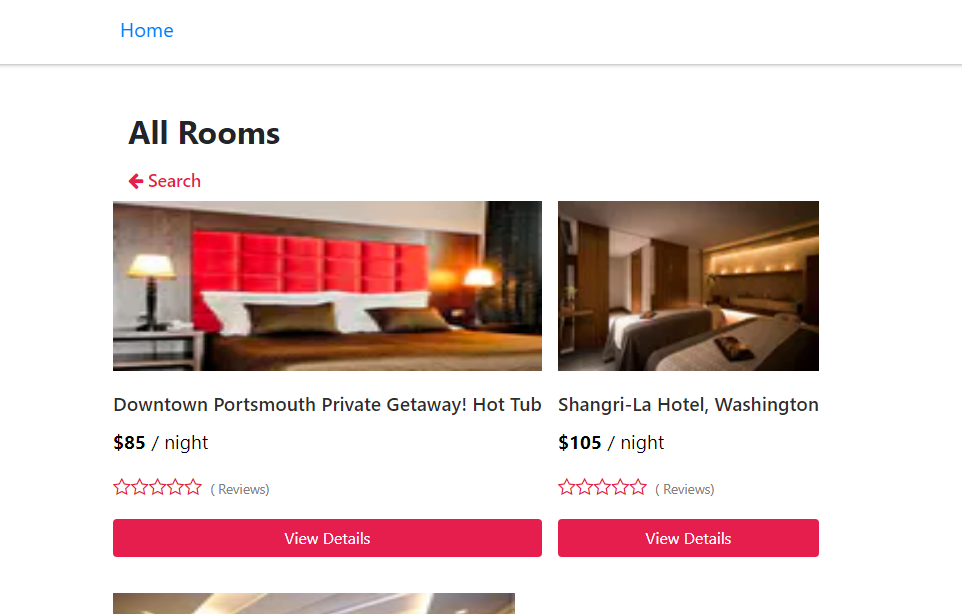 Home
All Rooms
Search
Downtown Portsmouth Private Getaway! Hot Tub
Shangri-La Hotel, Washington
$85 / night
$105 / night
( Reviews)
( Reviews)
View Details
View Details